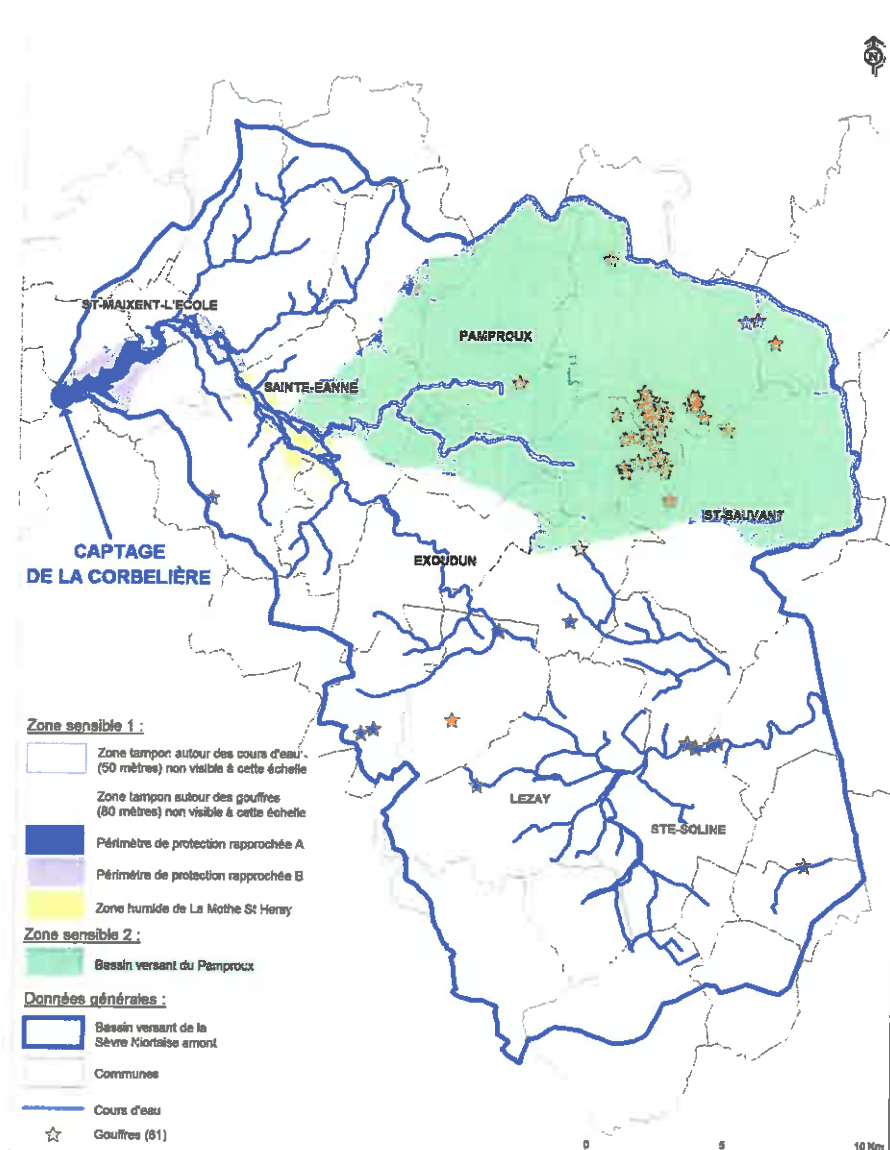 N
ST-MAIXENT-L'ECOLE
PAMPROUX
SAINTE-EANNE
ST-SAUVANT
CAPTAGE
DE LA CORBELIÈRE
EXOUDUN
LEZAY
STE-SOLINE
Zone sensible 1 :
Zone tampon autour des cours d'eau
(50 mètres) non visible à cette échelle
Zone tampon autour des gouffres
(80 mètres) non visible à cette échelle
Périmètre de protection rapprochée A
Périmètre de protection rapprochée B
Zone humide de La Mothe St Heray
Zone sensible 2 :
Bassin versant du Pamproux
Données générales :
Bassin versant de la
Sèvre Niortaise amont
Communes
Cours d'eau
Gouffres (61)
0 5 10 Km